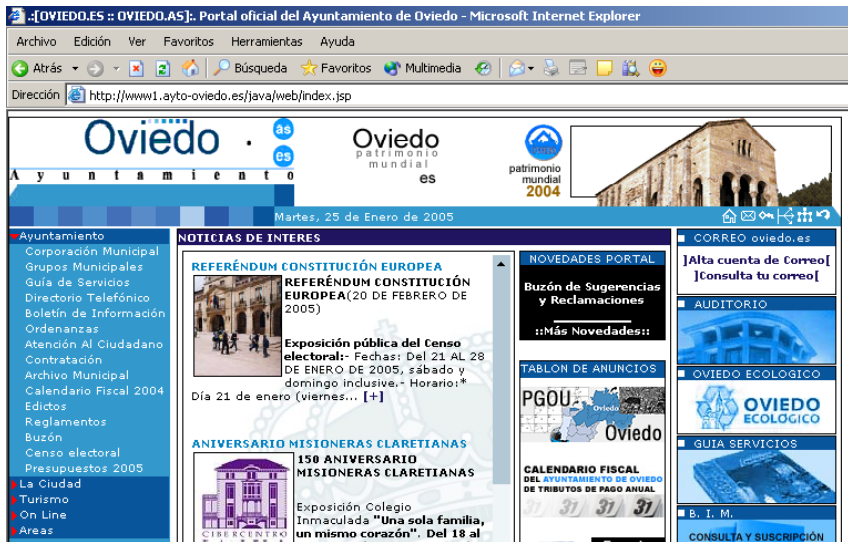 .:[OVIEDO.ES :: OVIEDO.AS]:. Portal oficial del Ayuntamiento de Oviedo - Microsoft Internet Explorer
Archivo Edición Ver Favoritos Herramientas Ayuda
Atrás Búsqueda Favoritos Multimedia
Dirección http://www1.ayto-oviedo.es/java/web/index.jsp
Oviedo · as
es
Ayuntamiento
Oviedo
patrimonio
mundial
es
patrimonio
mundial
2004
Martes, 25 de Enero de 2005
Ayuntamiento
Corporación Municipal
Grupos Municipales
Guía de Servicios
Directorio Telefónico
Boletín de Información
Ordenanzas
Atención Al Ciudadano
Contratación
Archivo Municipal
Calendario Fiscal 2004
Edictos
Reglamentos
Buzón
Censo electoral
Presupuestos 2005
La Ciudad
Turismo
On Line
Areas
NOTICIAS DE INTERES
REFERÉNDUM CONSTITUCIÓN EUROPEA
REFERÉNDUM CONSTITUCIÓN
EUROPEA(20 DE FEBRERO DE
2005)
Exposición pública del Censo
electoral:- Fechas: Del 21 AL 28
DE ENERO DE 2005, sábado y
domingo inclusive.- Horario:*
Día 21 de enero (viernes... [+]
ANIVERSARIO MISIONERAS CLARETIANAS
150 ANIVERSARIO
MISIONERAS CLARETIANAS
Exposición Colegio
Inmaculada "Una sola familia,
un mismo corazón". Del 18 al
CIBERCENTRO
NOVEDADES PORTAL
Buzón de Sugerencias
y Reclamaciones
::Más Novedades::
TABLON DE ANUNCIOS
PGOU
Oviedo
Oviedo
CALENDARIO FISCAL
DEL AYUNTAMIENTO DE OVIEDO
DE TRIBUTOS DE PAGO ANUAL
31 31 31 31
CORREO oviedo.es
]Alta cuenta de Correo[
]Consulta tu correo[
AUDITORIO
OVIEDO ECOLOGICO
OVIEDO
ECOLÓGICO
GUIA SERVICIOS
B. I. M.
CONSULTA Y SUSCRIPCIÓN